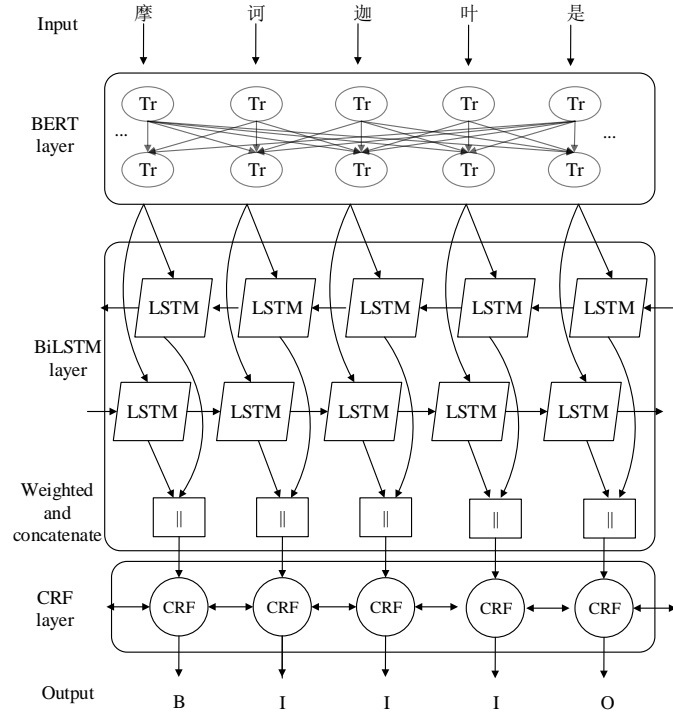 Input 摩 诃 迦 叶 是
Tr Tr Tr Tr Tr
BERT layer
... ...
Tr Tr Tr Tr Tr
LSTM LSTM LSTM LSTM LSTM
BiLSTM
layer
LSTM LSTM LSTM LSTM LSTM
Weighted
and
concatenate
|| || || || ||
CRF
layer
CRF CRF CRF CRF CRF
Output B I I I O